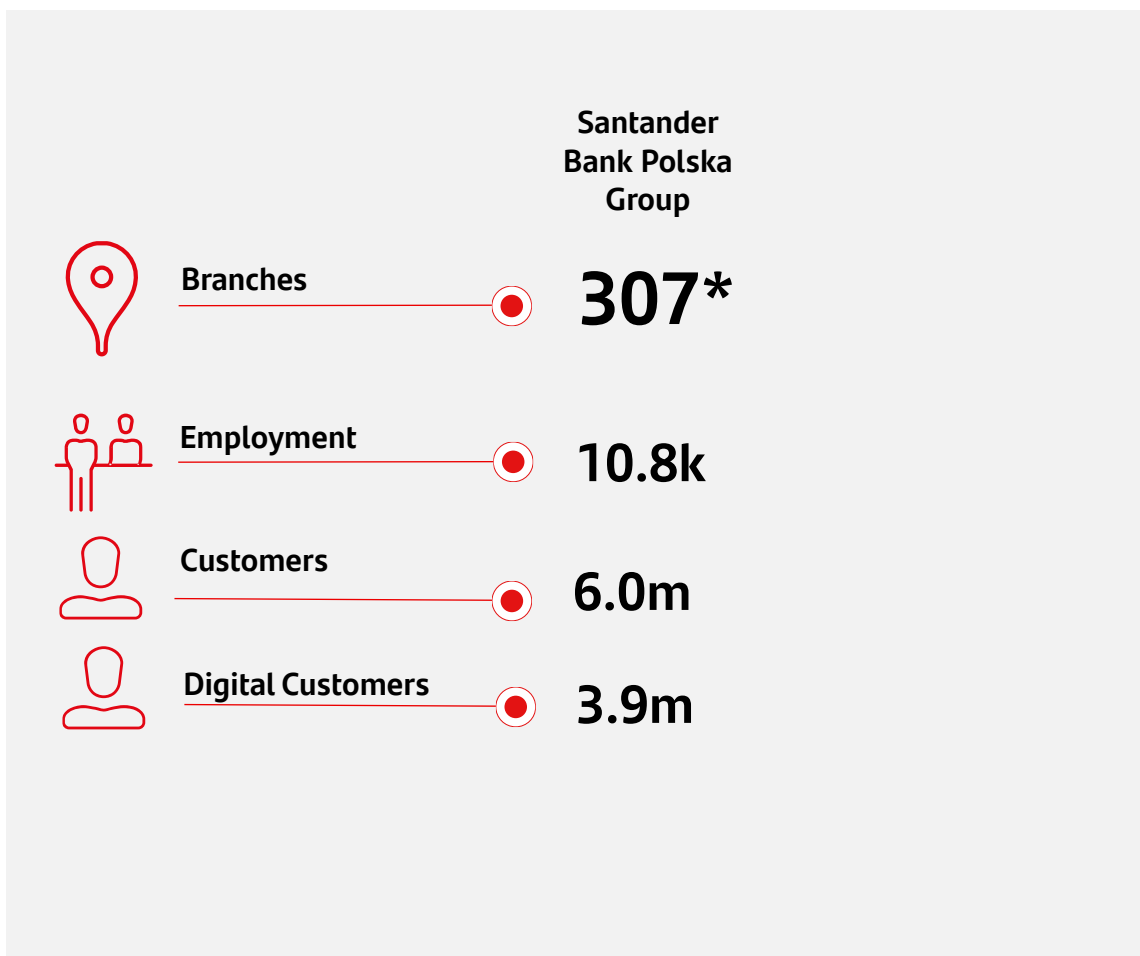 Santander
Bank Polska
Group
Branches
307*
Employment
10.8k
Customers
6.0m
Digital Customers
3.9m